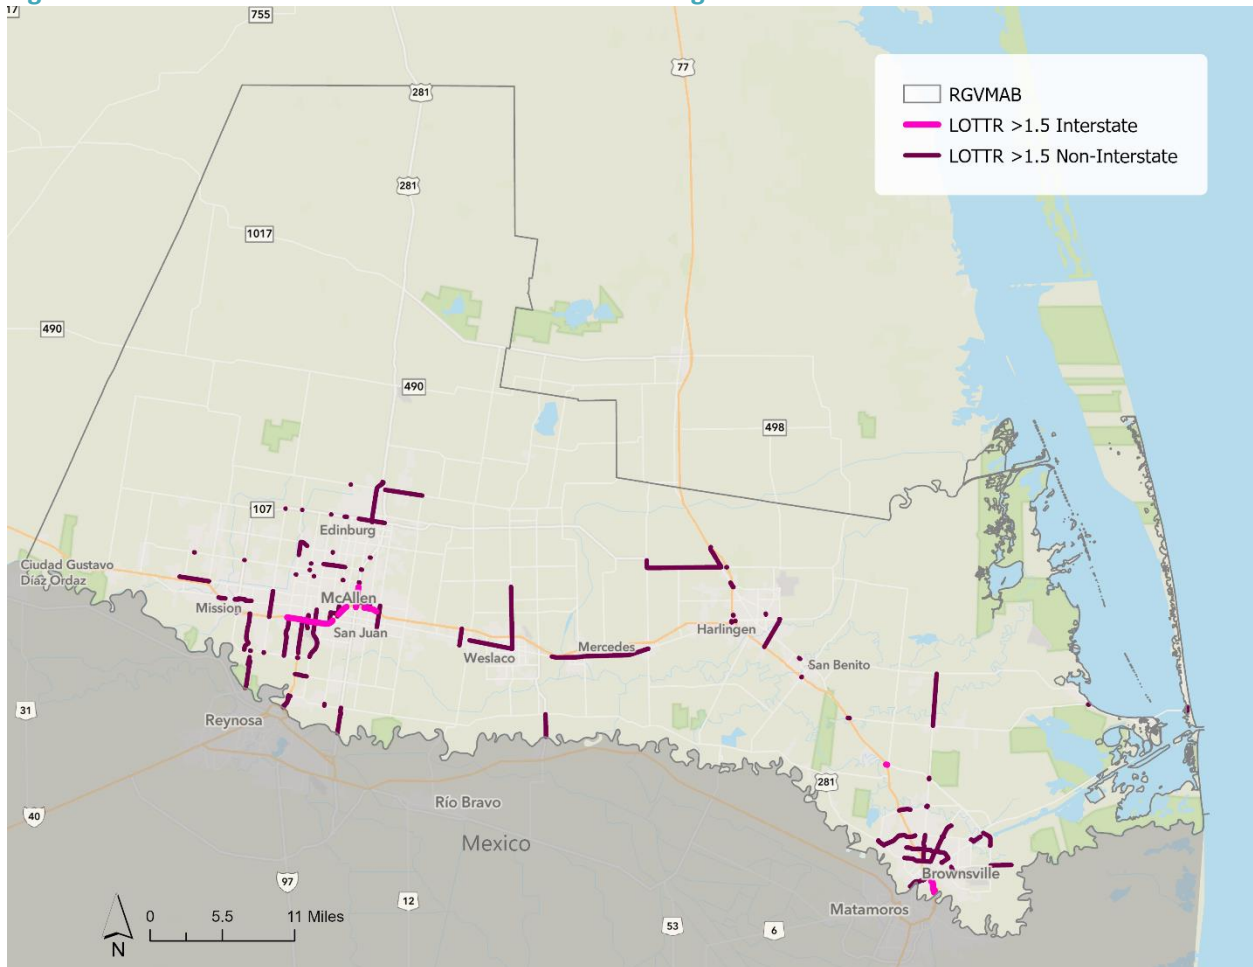 17
755
77
281
RGVMAB
LOTTR >1.5 Interstate
LOTTR >1.5 Non-Interstate
281
1017
490
490
498
107
Edinburg
Ciudad Gustavo
Díaz Ordaz
McAllen
Mission
San Juan
Harlingen
Mercedes
Weslaco
San Benito
31
Reynosa
281
Río Bravo
40
Mexico
Brownsville
97
12
Matamoros
53
6
0 5.5 11 Miles
N